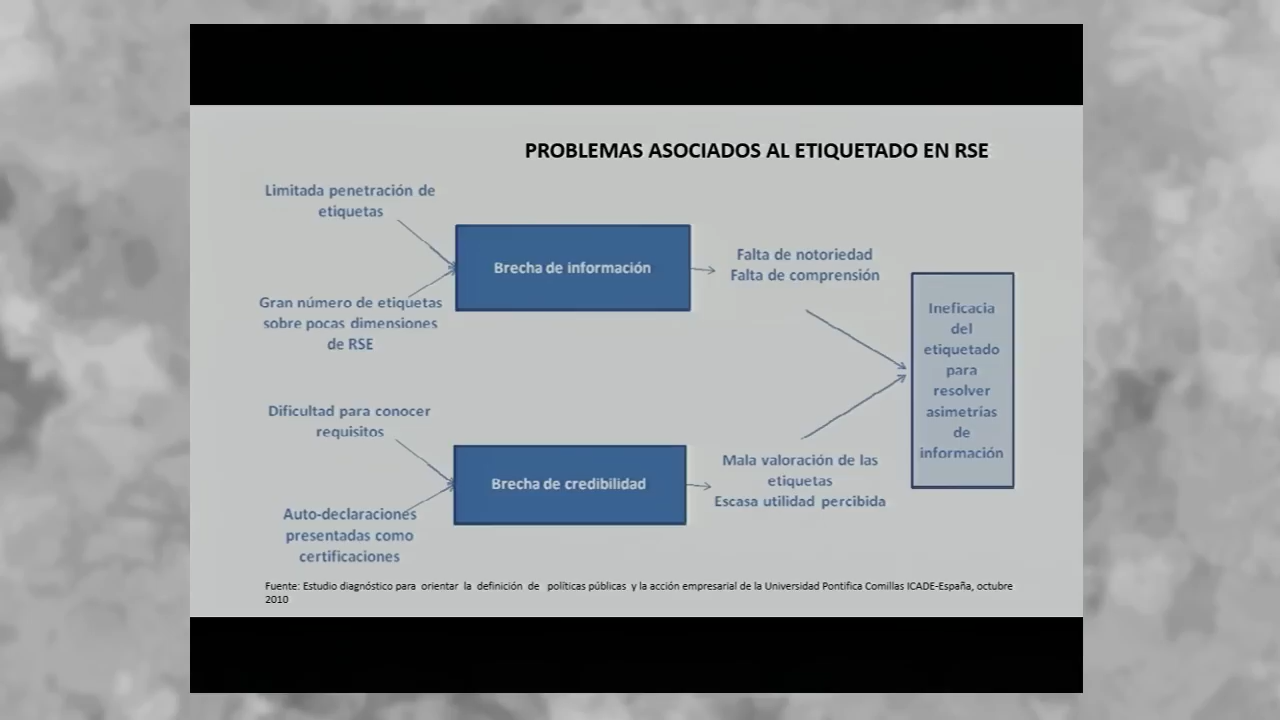 PROBLEMAS ASOCIADOS AL ETIQUETADO EN RSE
Limitada penetración de
etiquetas
Gran número de etiquetas
sobre pocas dimensiones
de RSE
Brecha de información
Falta de notoriedad
Falta de comprensión
Dificultad para conocer
requisitos
Auto-declaraciones
presentadas como
certificaciones
Brecha de credibilidad
Mala valoración de las
etiquetas
Escasa utilidad percibida
Ineficacia
del
etiquetado
para
resolver
asimetrías
de
información
Fuente: Estudio diagnóstico para orientar la definición de políticas públicas y la acción empresarial de la Universidad Pontifica Comillas ICADE-España, octubre
2010